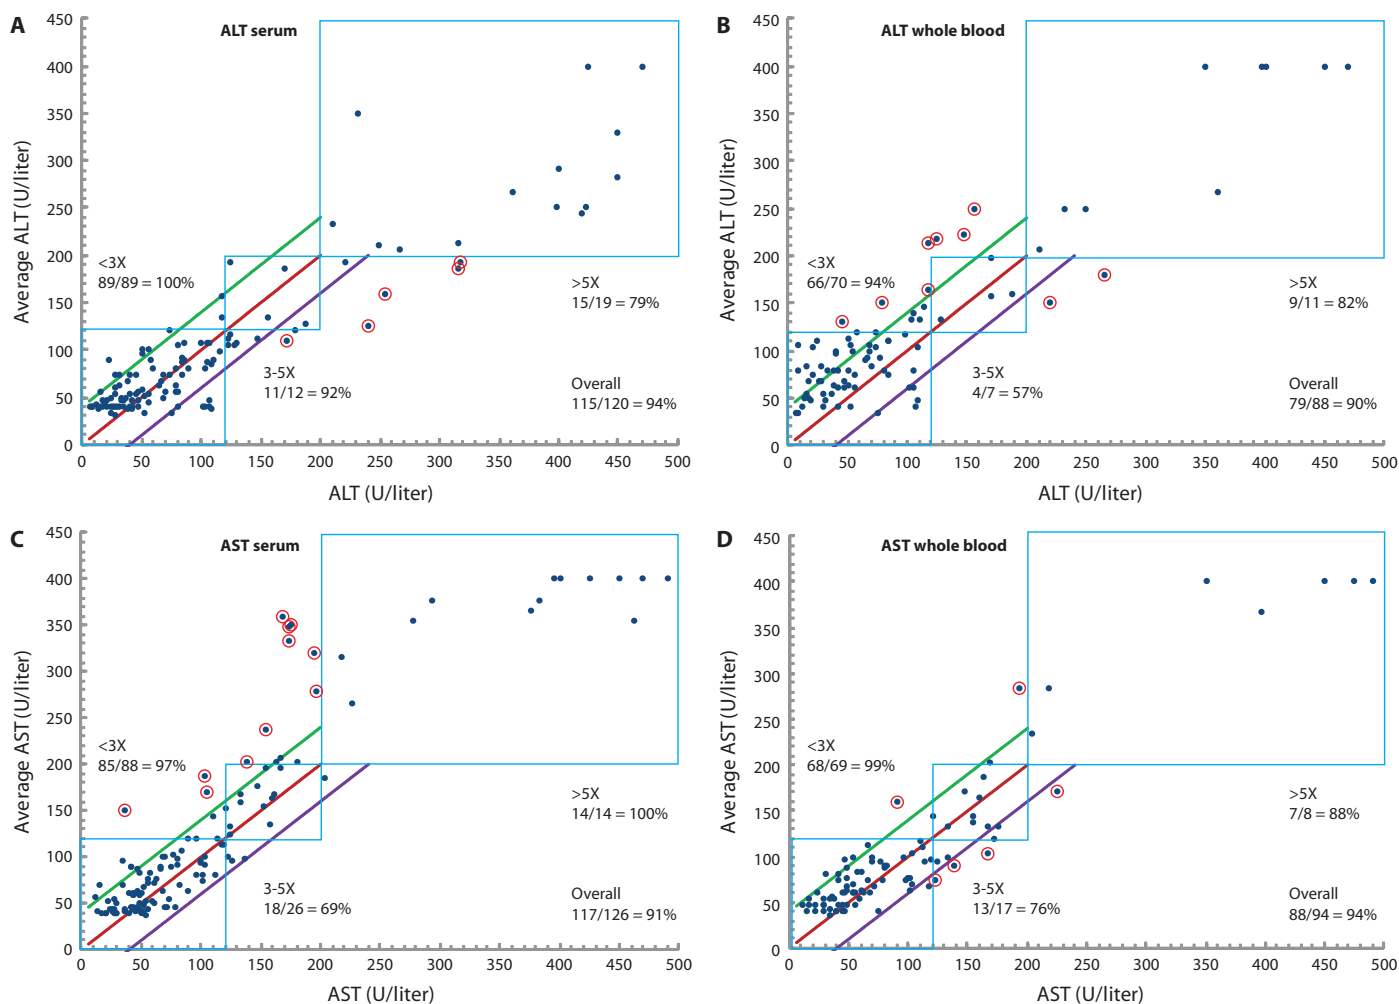 A
ALT serum
450
400
350
300
250
200
150
100
50
0
Average ALT (U/liter)
<3X
89/89 = 100%
>5X
15/19 = 79%
3-5X
11/12 = 92%
Overall
115/120 = 94%
0 50 100 150 200 250 300 350 400 450 500
ALT (U/liter)
B
ALT whole blood
450
400
350
300
250
200
150
100
50
0
Average ALT (U/liter)
<3X
66/70 = 94%
>5X
9/11 = 82%
3-5X
4/7 = 57%
Overall
79/88 = 90%
0 50 100 150 200 250 300 350 400 450 500
ALT (U/liter)
C
AST serum
450
400
350
300
250
200
150
100
50
0
Average AST (U/liter)
<3X
85/88 = 97%
>5X
14/14 = 100%
3-5X
18/26 = 69%
Overall
117/126 = 91%
0 50 100 150 200 250 300 350 400 450 500
AST (U/liter)
D
AST whole blood
450
400
350
300
250
200
150
100
50
0
Average AST (U/liter)
<3X
68/69 = 99%
>5X
7/8 = 88%
3-5X
13/17 = 76%
Overall
88/94 = 94%
0 50 100 150 200 250 300 350 400 450 500
AST (U/liter)